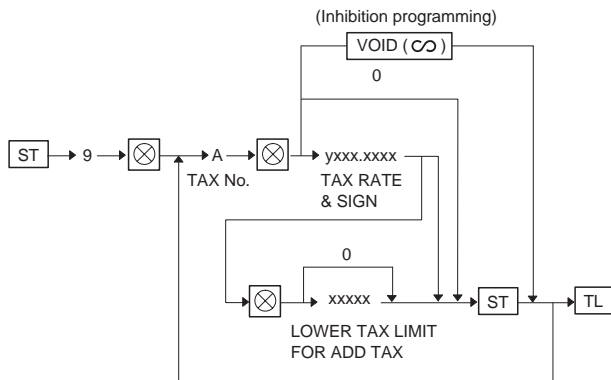 (Inhibition programming)
VOID (ᔕ)
0
ST 9 ⊗ A ⊗ yxxx.xxxx
TAX No. TAX RATE
& SIGN
0
⊗ xxxxx ST TL
LOWER TAX LIMIT
FOR ADD TAX